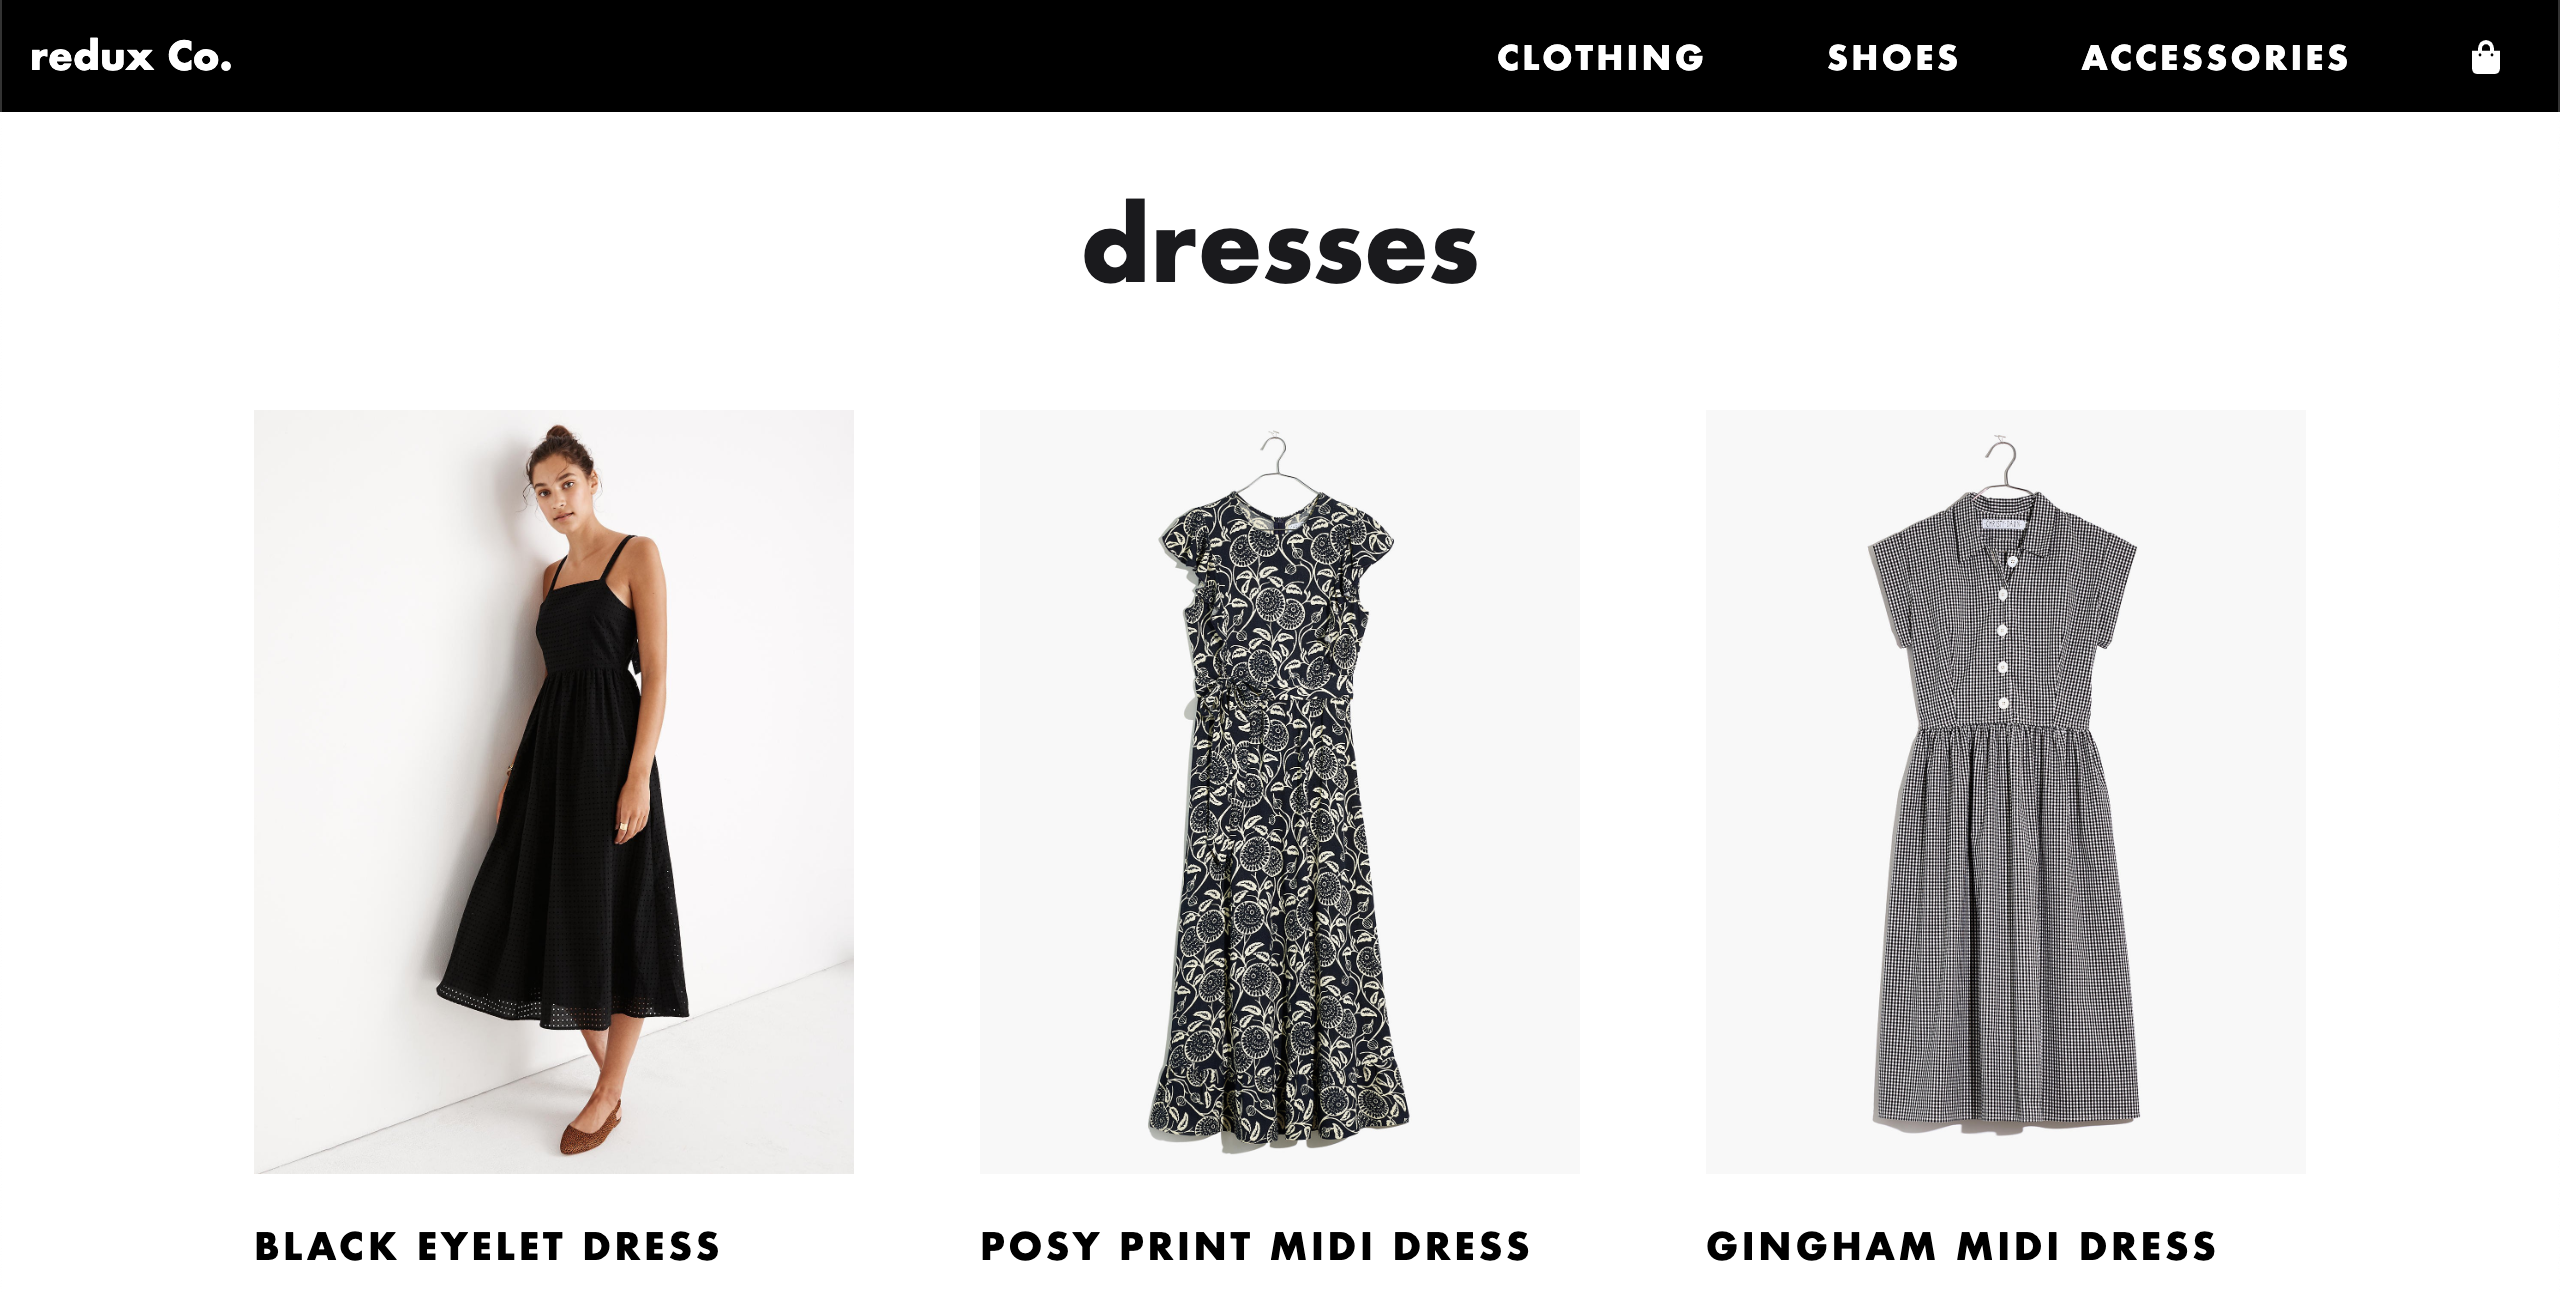 redux Co.
CLOTHING
SHOES
ACCESSORIES
dresses
BLACK EYELET DRESS
POSY PRINT MIDI DRESS
GINGHAM MIDI DRESS